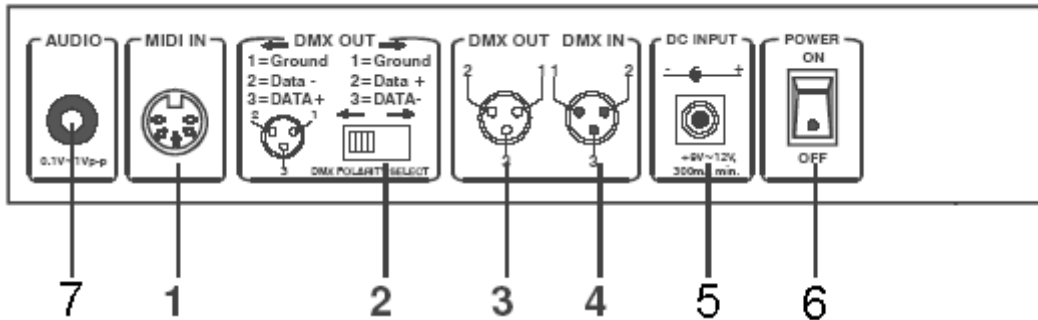 AUDIO
0.1V~1Vp-p
MIDI IN
DMX OUT
1=Ground 1=Ground
2=Data - 2=Data +
3=DATA+ 3=DATA-
2 1
3
DMX POLARITY SELECT
DMX OUT DMX IN
2 1 1 2
3 3
DC INPUT
- +
+9V~12V,
300mA min.
POWER
ON
OFF
7 1 2 3 4 5 6